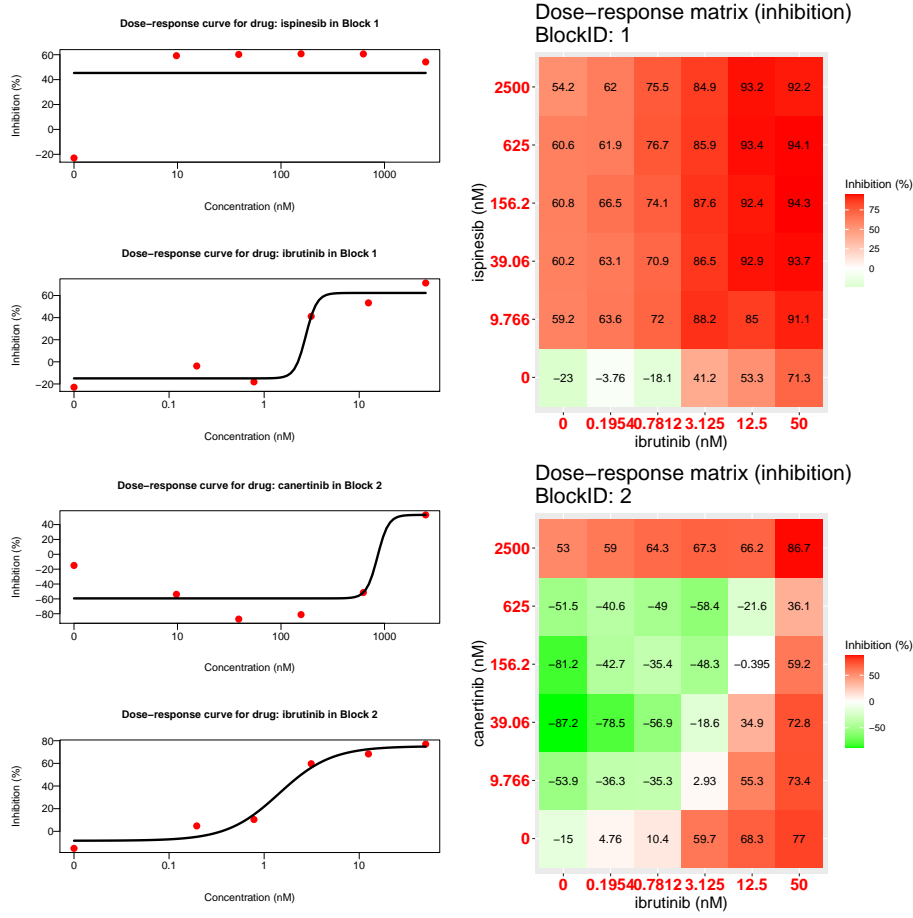 Dose−response curve for drug: ispinesib in Block 1
Inhibition (%)
60
40
20
0
−20
0 10 100 1000
Concentration (nM)
Dose−response curve for drug: ibrutinib in Block 1
Inhibition (%)
60
40
20
0
−20
0 0.1 1 10
Concentration (nM)
Dose−response matrix (inhibition)
BlockID: 1
ispinesib (nM)
2500 54.2 62 75.5 84.9 93.2 92.2
625 60.6 61.9 76.7 85.9 93.4 94.1
156.2 60.8 66.5 74.1 87.6 92.4 94.3
39.06 60.2 63.1 70.9 86.5 92.9 93.7
9.766 59.2 63.6 72 88.2 85 91.1
0 −23 −3.76 −18.1 41.2 53.3 71.3
0 0.1954 0.7812 3.125 12.5 50
ibrutinib (nM)
Inhibition (%)
75
50
25
0
Dose−response curve for drug: canertinib in Block 2
Inhibition (%)
40
20
0
−20
−40
−60
−80
0 10 100 1000
Concentration (nM)
Dose−response curve for drug: ibrutinib in Block 2
Inhibition (%)
80
60
40
20
0
0 0.1 1 10
Concentration (nM)
Dose−response matrix (inhibition)
BlockID: 2
canertinib (nM)
2500 53 59 64.3 67.3 66.2 86.7
625 −51.5 −40.6 −49 −58.4 −21.6 36.1
156.2 −81.2 −42.7 −35.4 −48.3 −0.395 59.2
39.06 −87.2 −78.5 −56.9 −18.6 34.9 72.8
9.766 −53.9 −36.3 −35.3 2.93 55.3 73.4
0 −15 4.76 10.4 59.7 68.3 77
0 0.1954 0.7812 3.125 12.5 50
ibrutinib (nM)
Inhibition (%)
50
0
−50